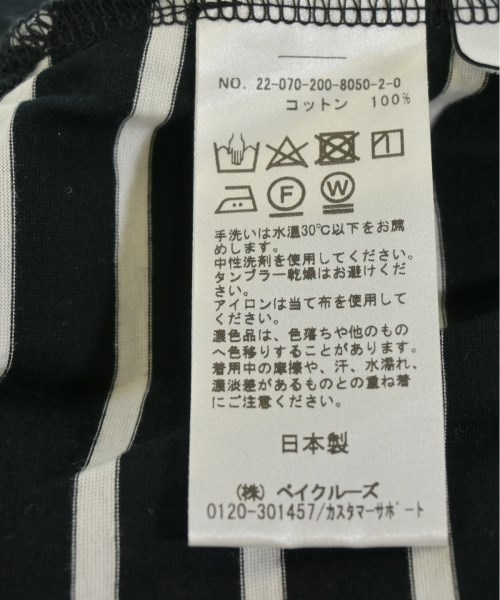 NO. 22-070-200-8050-2-0
コットン 100%
F W
手洗いは水温30℃以下をお薦
めします。
中性洗剤を使用してください。
タンブラー乾燥はお避けくだ
さい。
アイロンは当て布を使用して
ください。
濃色品は、色落ちや他のもの
へ色移りすることがあります。
着用中の摩擦や、汗、水濡れ、
濃淡差があるものとの重ね着
にご注意ください。
日本製
(株) ベイクルーズ
0120-301457/カスタマーサポート